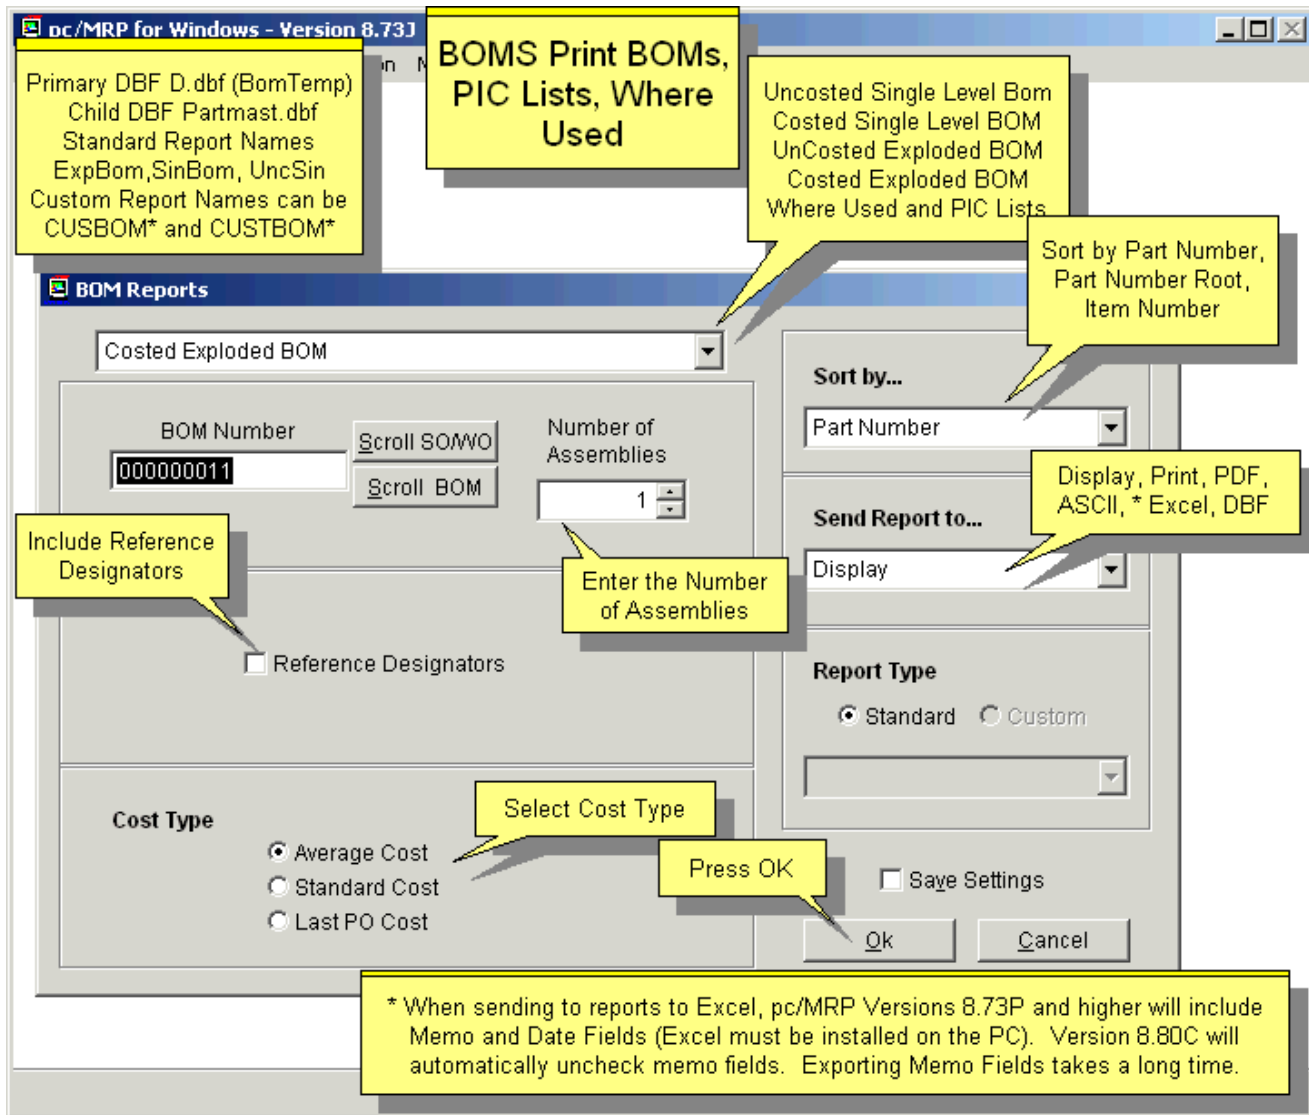 pc/MRP for Windows - Version 8.73J
Primary DBF D.dbf (BomTemp)
Child DBF Partmast.dbf
Standard Report Names
ExpBom,SinBom, UncSin
Custom Report Names can be
CUSBOM* and CUSTBOM*
BOMS Print BOMs,
PIC Lists, Where
Used
Uncosted Single Level Bom
Costed Single Level BOM
UnCosted Exploded BOM
Costed Exploded BOM
Where Used and PIC Lists
Sort by Part Number,
Part Number Root,
Item Number
BOM Reports
Costed Exploded BOM
Sort by...
Part Number
BOM Number
000000011
Scroll SO/WO
Scroll BOM
Number of
Assemblies
1
Display, Print, PDF,
ASCII, * Excel, DBF
Send Report to...
Display
Include Reference
Designators
Enter the Number
of Assemblies
Reference Designators
Report Type
Standard
Custom
Select Cost Type
Cost Type
Average Cost
Standard Cost
Last PO Cost
Press OK
Save Settings
Ok
Cancel
* When sending to reports to Excel, pc/MRP Versions 8.73P and higher will include
Memo and Date Fields (Excel must be installed on the PC). Version 8.80C will
automatically uncheck memo fields. Exporting Memo Fields takes a long time.